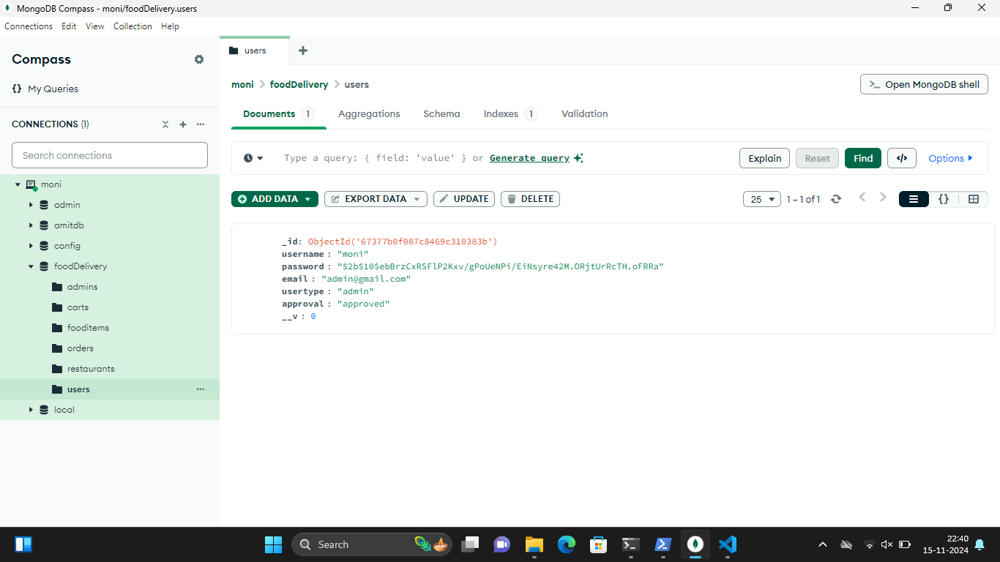 MongoDB Compass - moni/foodDelivery.users
Connections Edit View Collection Help
Compass
{} My Queries
CONNECTIONS (1)
Search connections
moni
admin
amitdb
config
foodDelivery
admins
carts
fooditems
orders
restaurants
users
local
users
moni > foodDelivery > users
>_ Open MongoDB shell
Documents 1 Aggregations Schema Indexes 1 Validation
Type a query: { field: 'value' } or Generate query
Explain Reset Find </> Options
ADD DATA EXPORT DATA UPDATE DELETE
25 1 – 1 of 1 {}
_id: ObjectId('67377b0f087c8469c310383b')
username : "moni"
password : "$2b$10$ebBrzCxRSFlP2Kxv/gPoUeNPi/EiNsyre42M.ORjtUrRcTH.oFRRa"
email : "admin@gmail.com"
usertype : "admin"
approval : "approved"
__v : 0
Search
22:40
15-11-2024